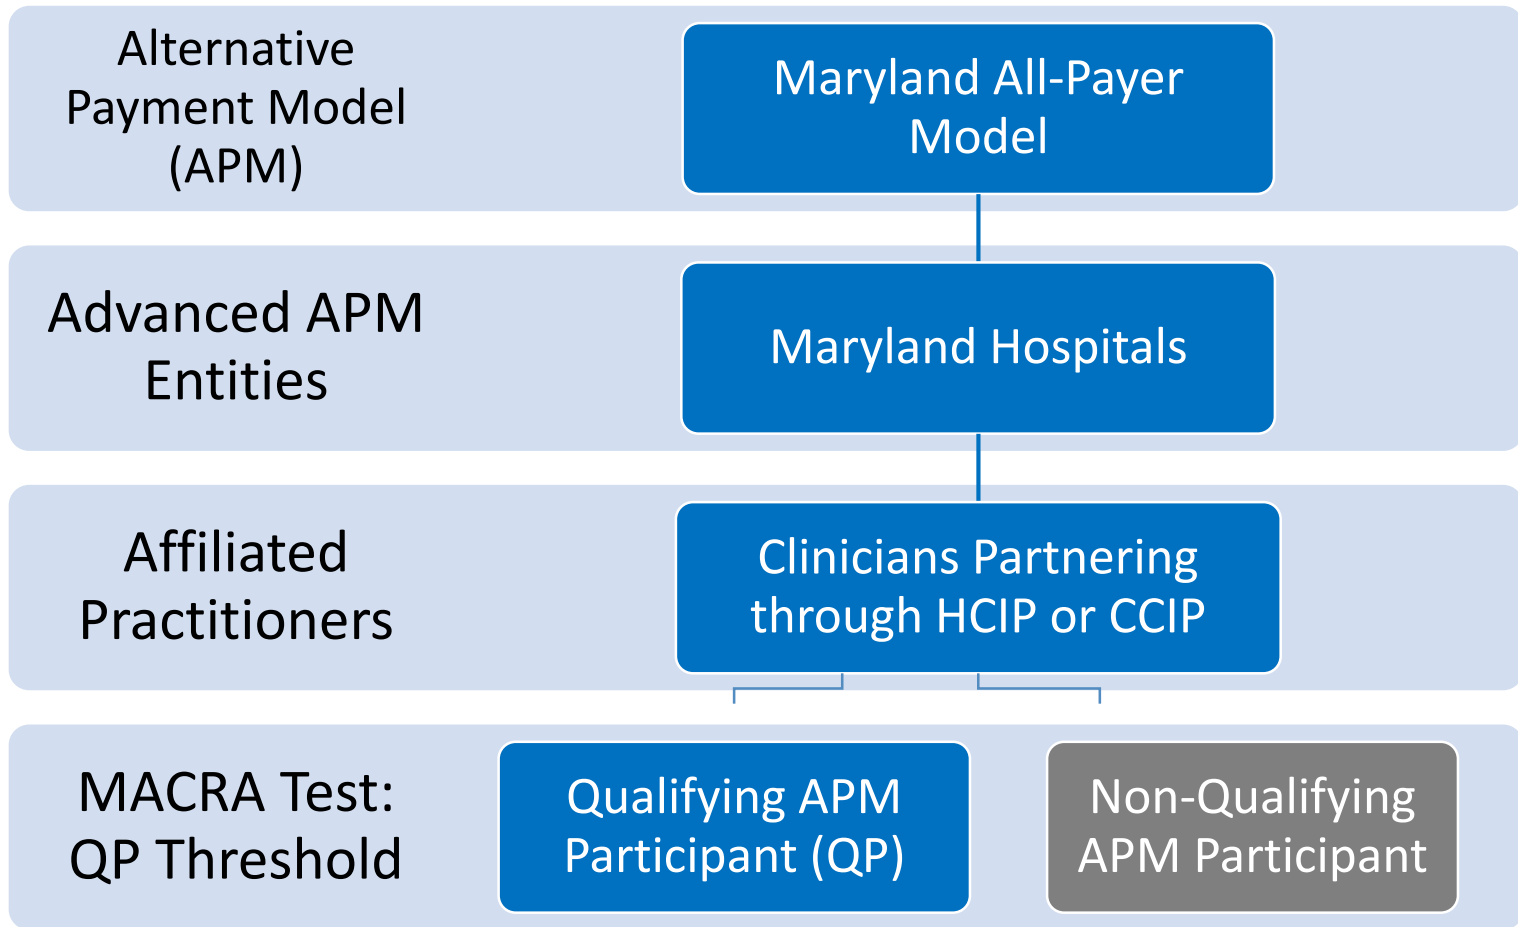 Alternative
Payment Model
(APM)
Maryland All-Payer
Model
Advanced APM
Entities
Maryland Hospitals
Affiliated
Practitioners
Clinicians Partnering
through HCIP or CCIP
MACRA Test:
QP Threshold
Qualifying APM
Participant (QP)
Non-Qualifying
APM Participant